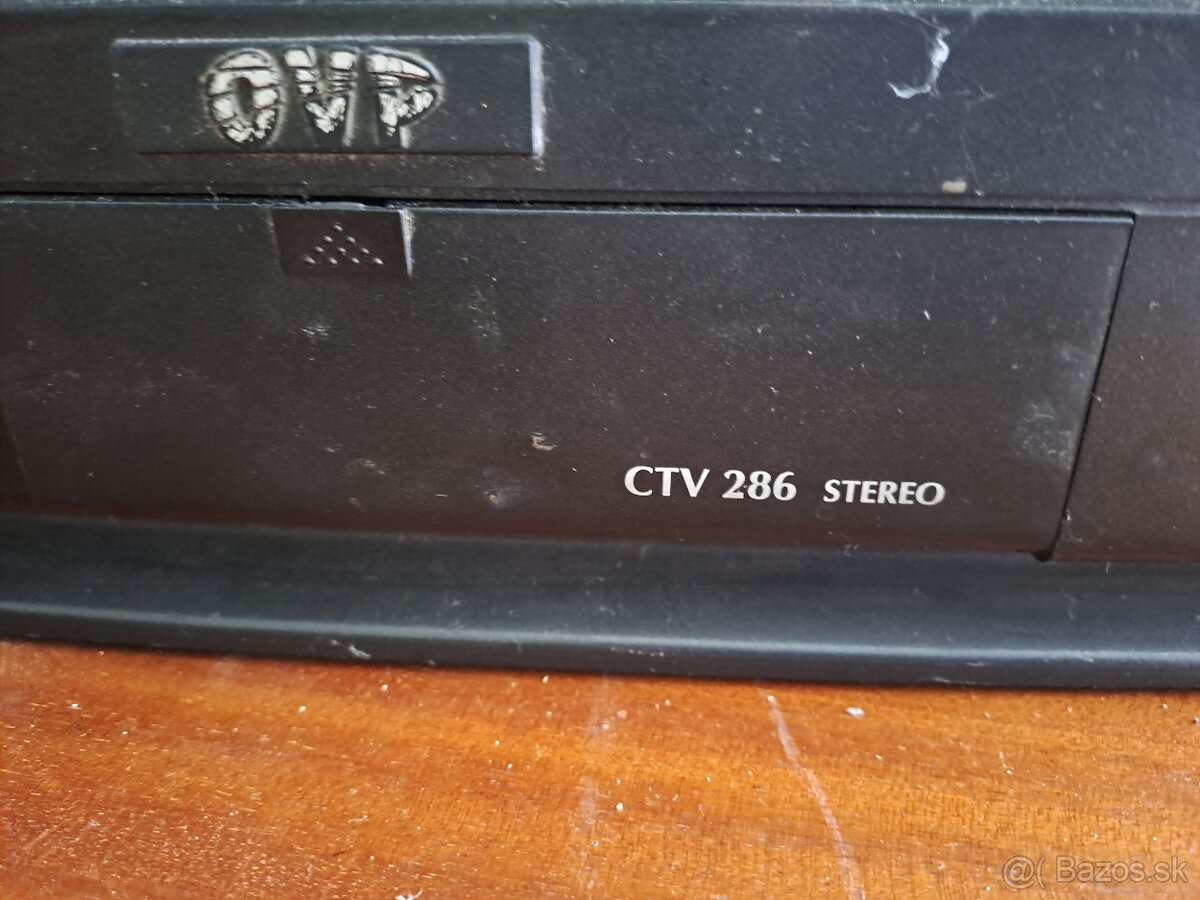 OVP
CTV 286 STEREO
@( Bazos.sk